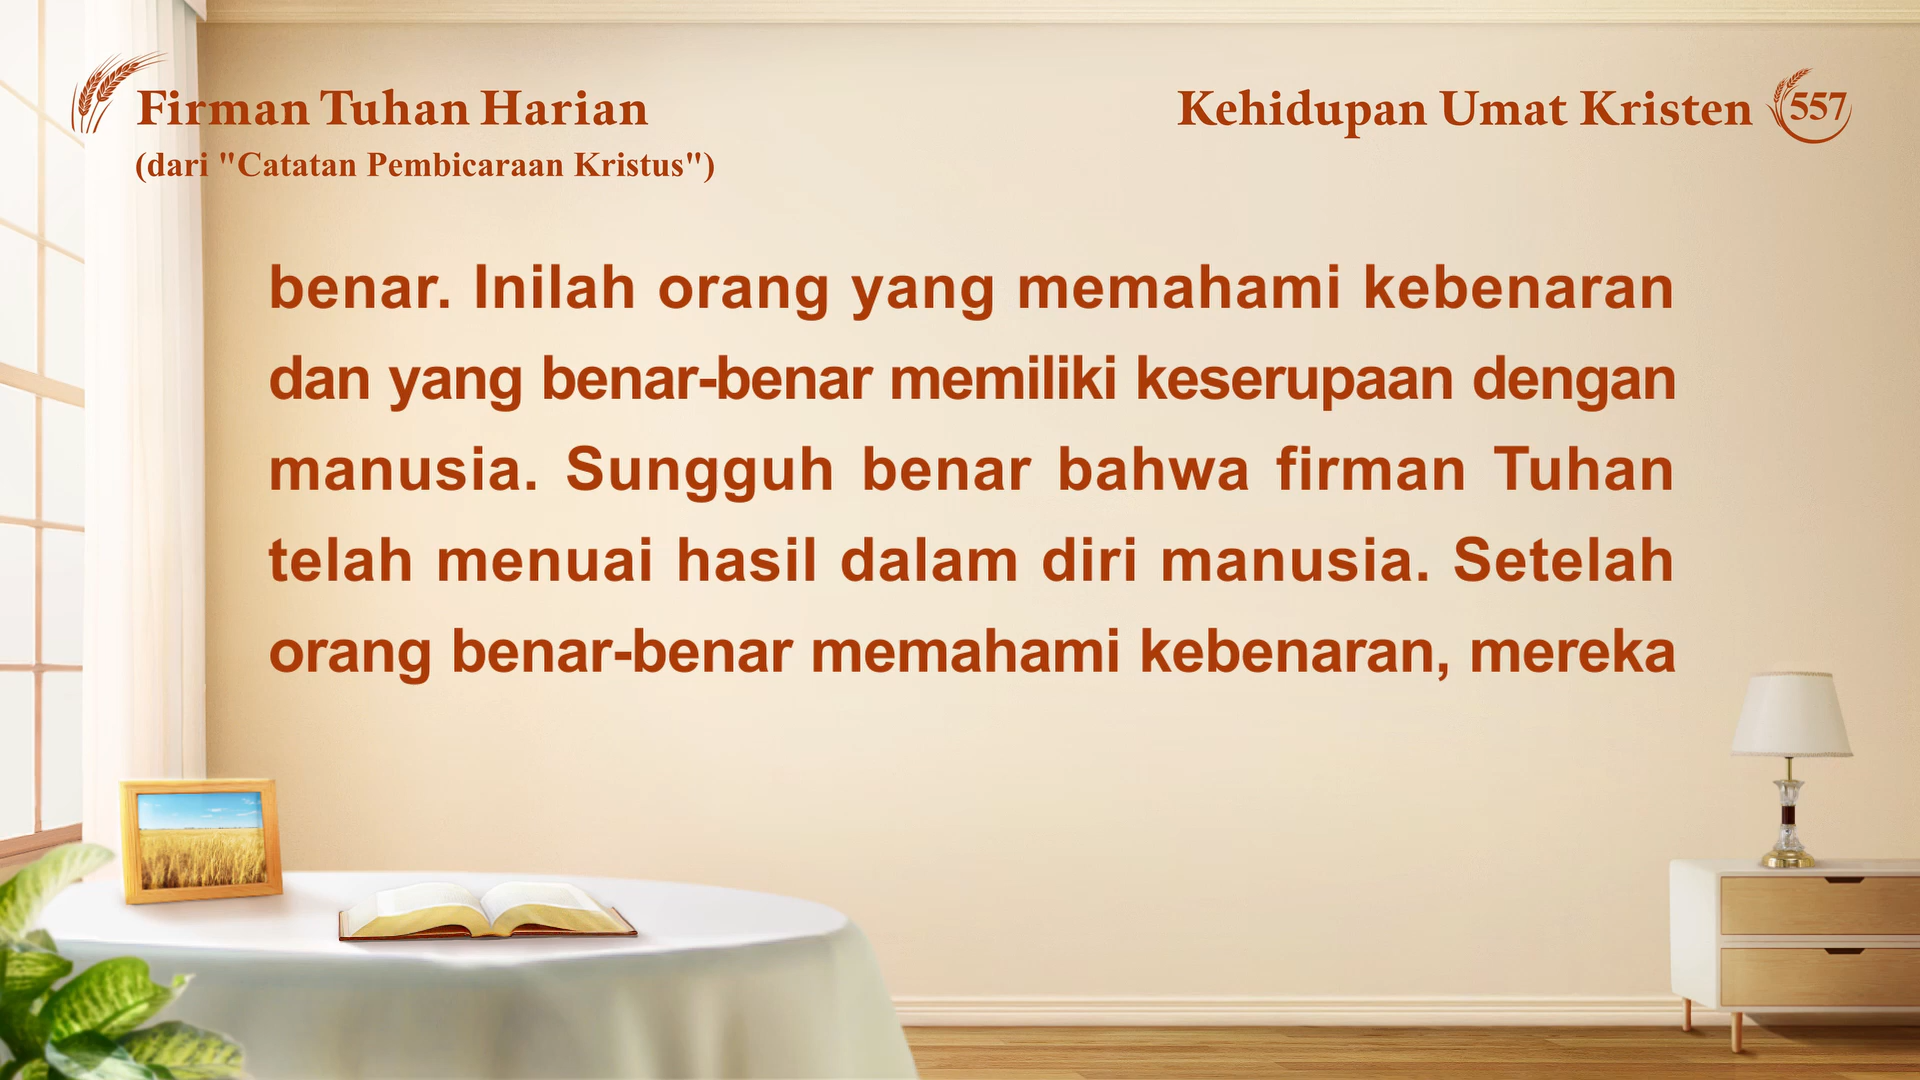 Firman Tuhan Harian
(dari "Catatan Pembicaraan Kristus")
Kehidupan Umat Kristen 557
benar. Inilah orang yang memahami kebenaran
dan yang benar-benar memiliki keserupaan dengan
manusia. Sungguh benar bahwa firman Tuhan
telah menuai hasil dalam diri manusia. Setelah
orang benar-benar memahami kebenaran, mereka